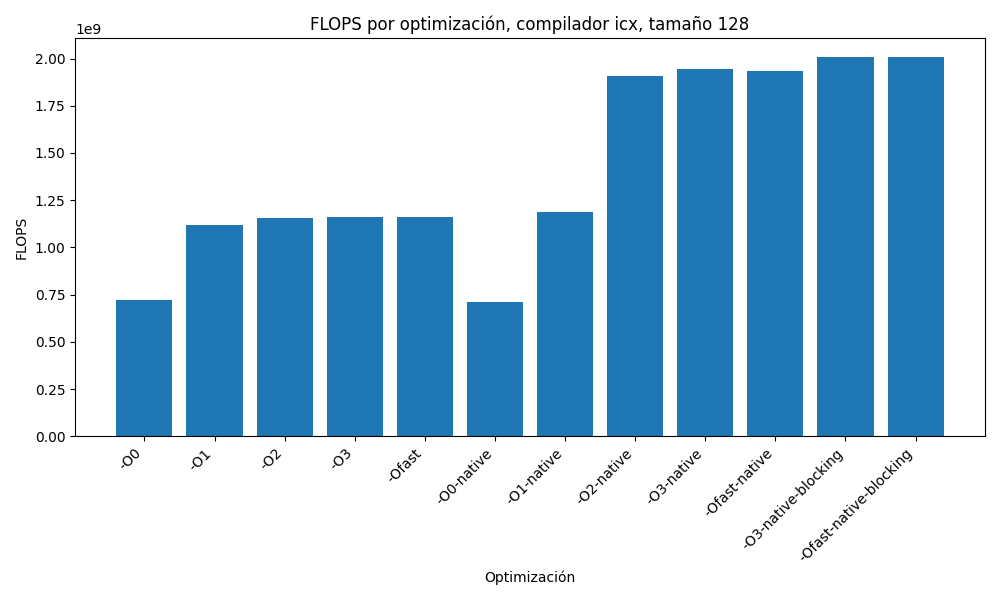 FLOPS por optimización, compilador icx, tamaño 128
1e9
2.00
1.75
1.50
1.25
1.00
0.75
0.50
0.25
0.00
FLOPS
-O0
-O1
-O2
-O3
-Ofast
-O0-native
-O1-native
-O2-native
-O3-native
-Ofast-native
-O3-native-blocking
-Ofast-native-blocking
Optimización